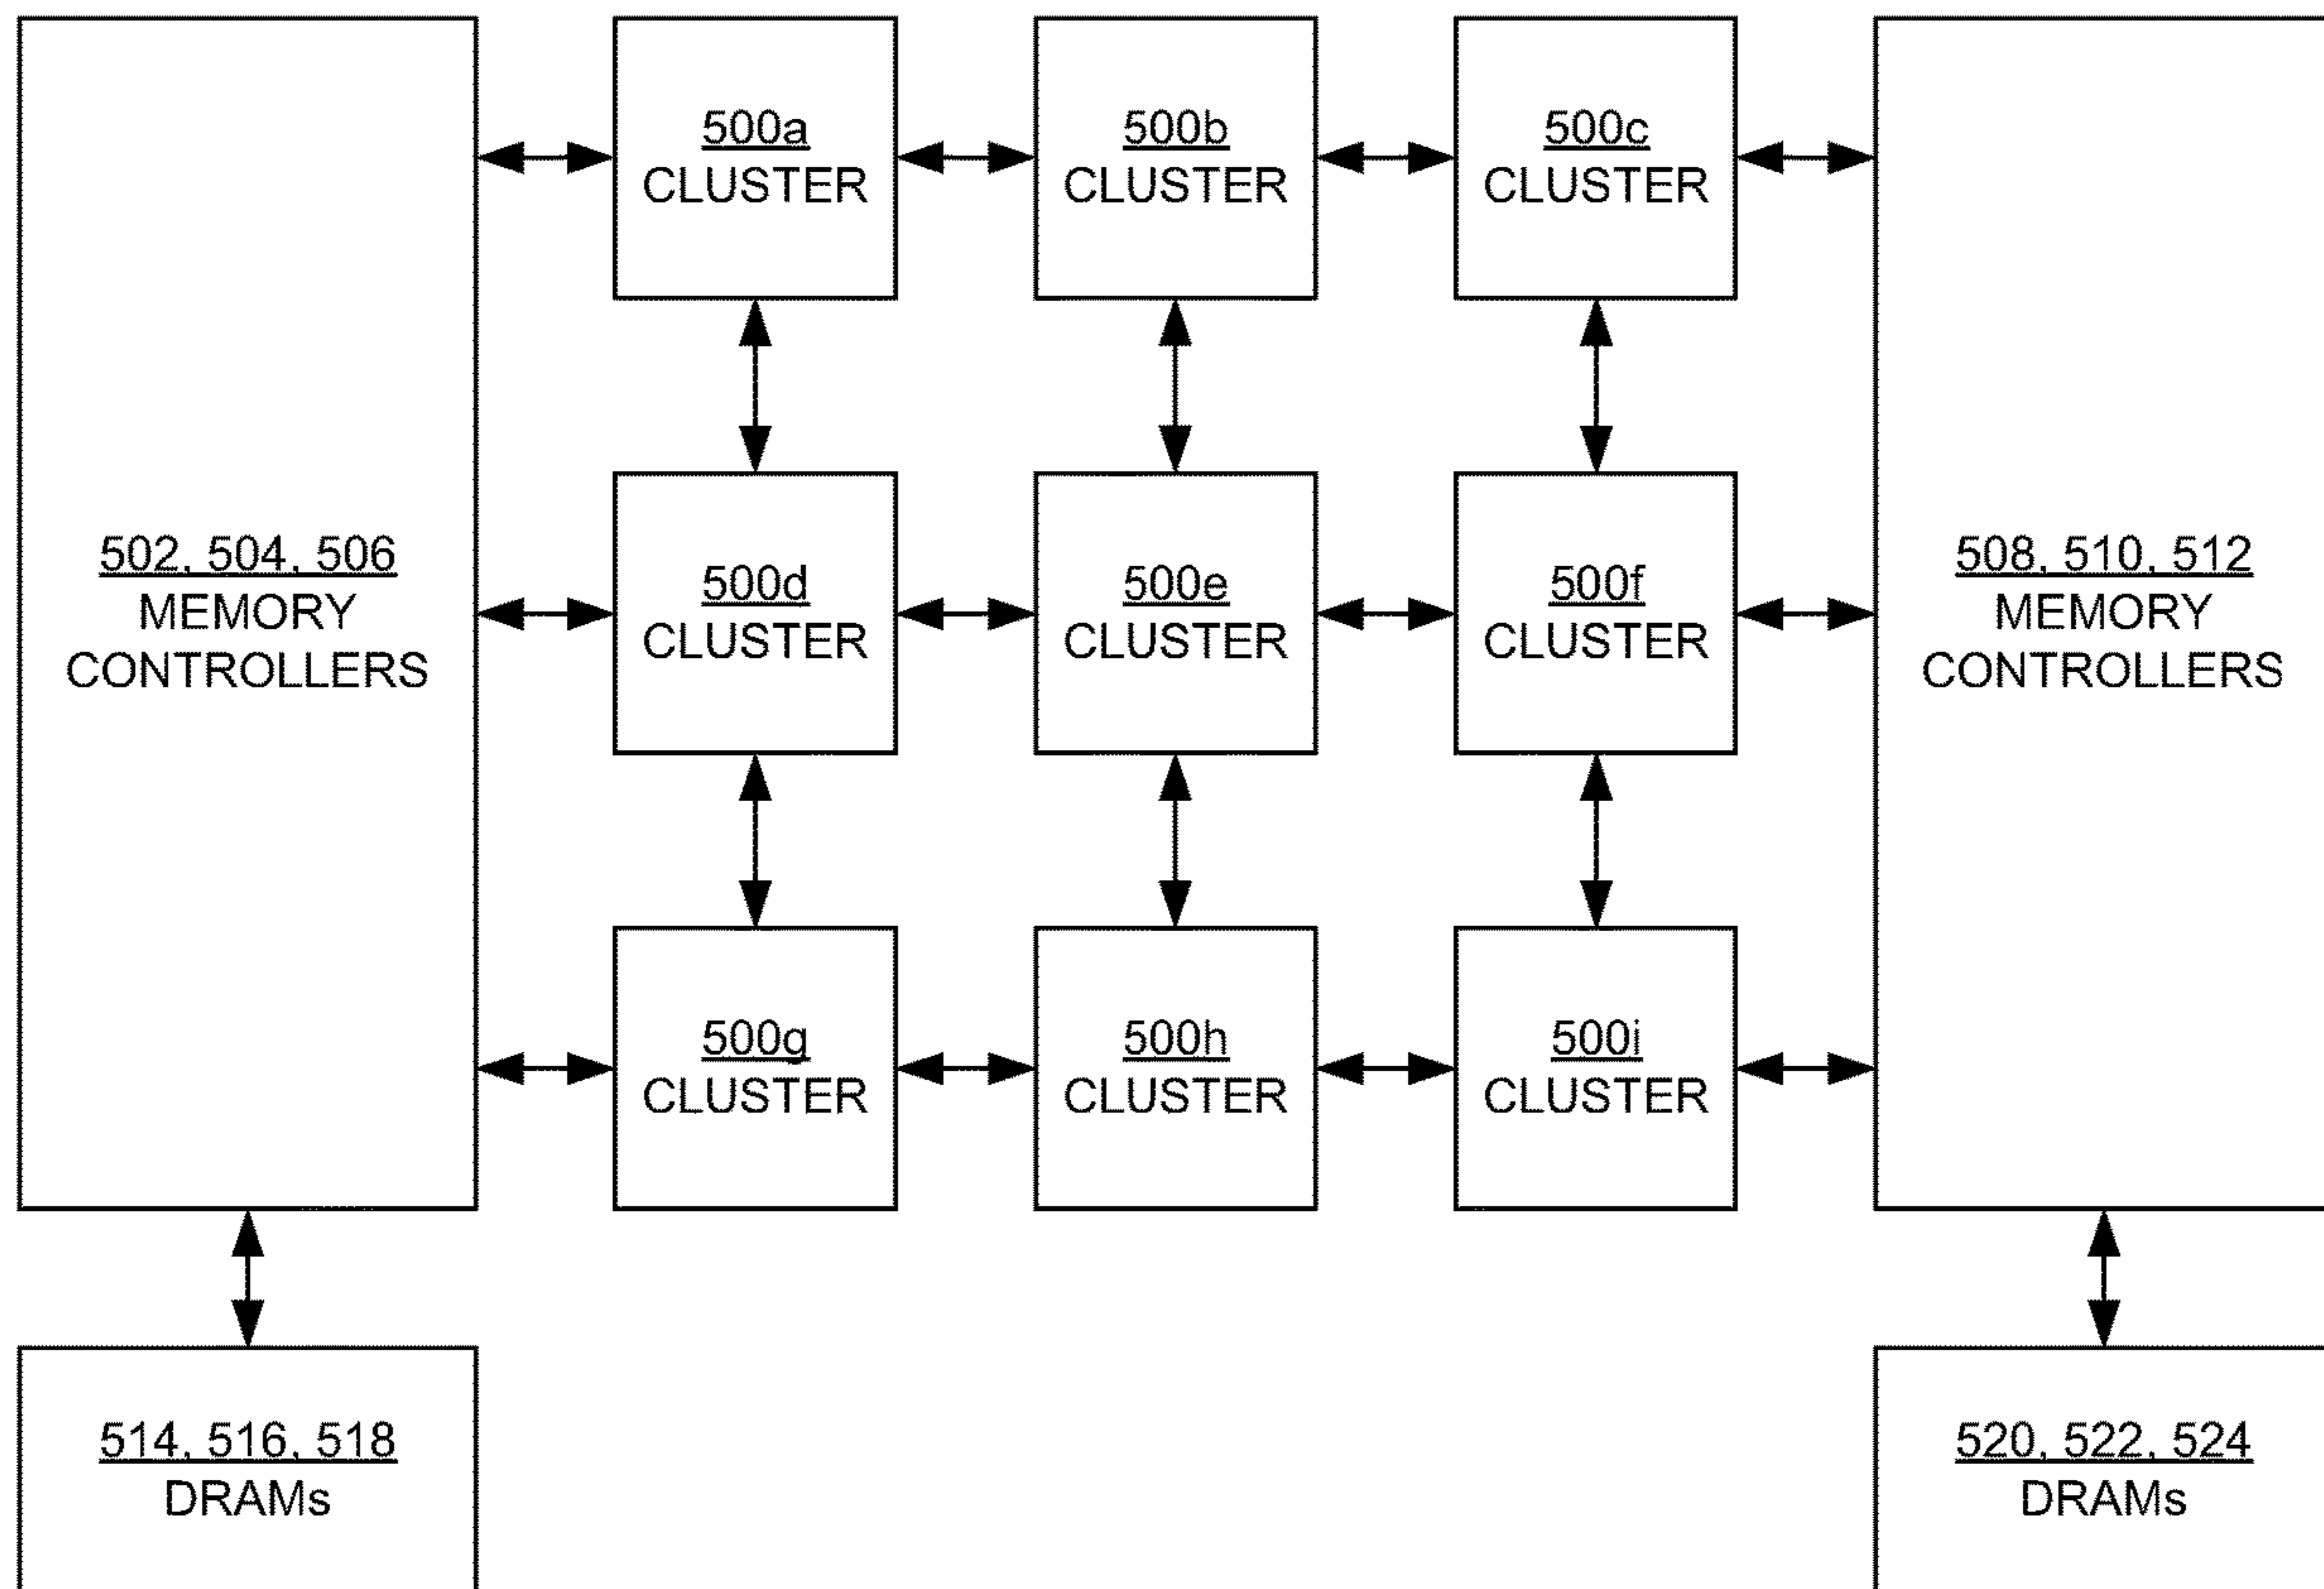 500a
CLUSTER
500b
CLUSTER
500c
CLUSTER
502, 504, 506
MEMORY
CONTROLLERS
500d
CLUSTER
500e
CLUSTER
500f
CLUSTER
508, 510, 512
MEMORY
CONTROLLERS
500g
CLUSTER
500h
CLUSTER
500i
CLUSTER
514, 516, 518
DRAMs
520, 522, 524
DRAMs